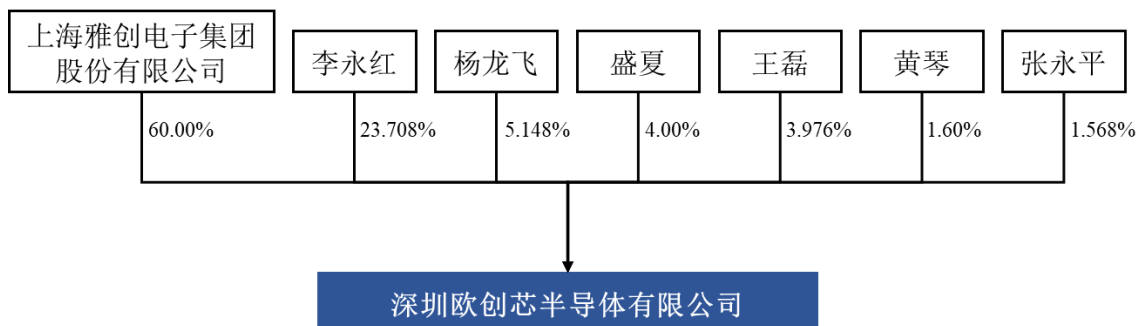 上海雅创电子集团
股份有限公司
李永红
杨龙飞
盛夏
王磊
黄琴
张永平
60.00%
23.708%
5.148%
4.00%
3.976%
1.60%
1.568%
深圳欧创芯半导体有限公司